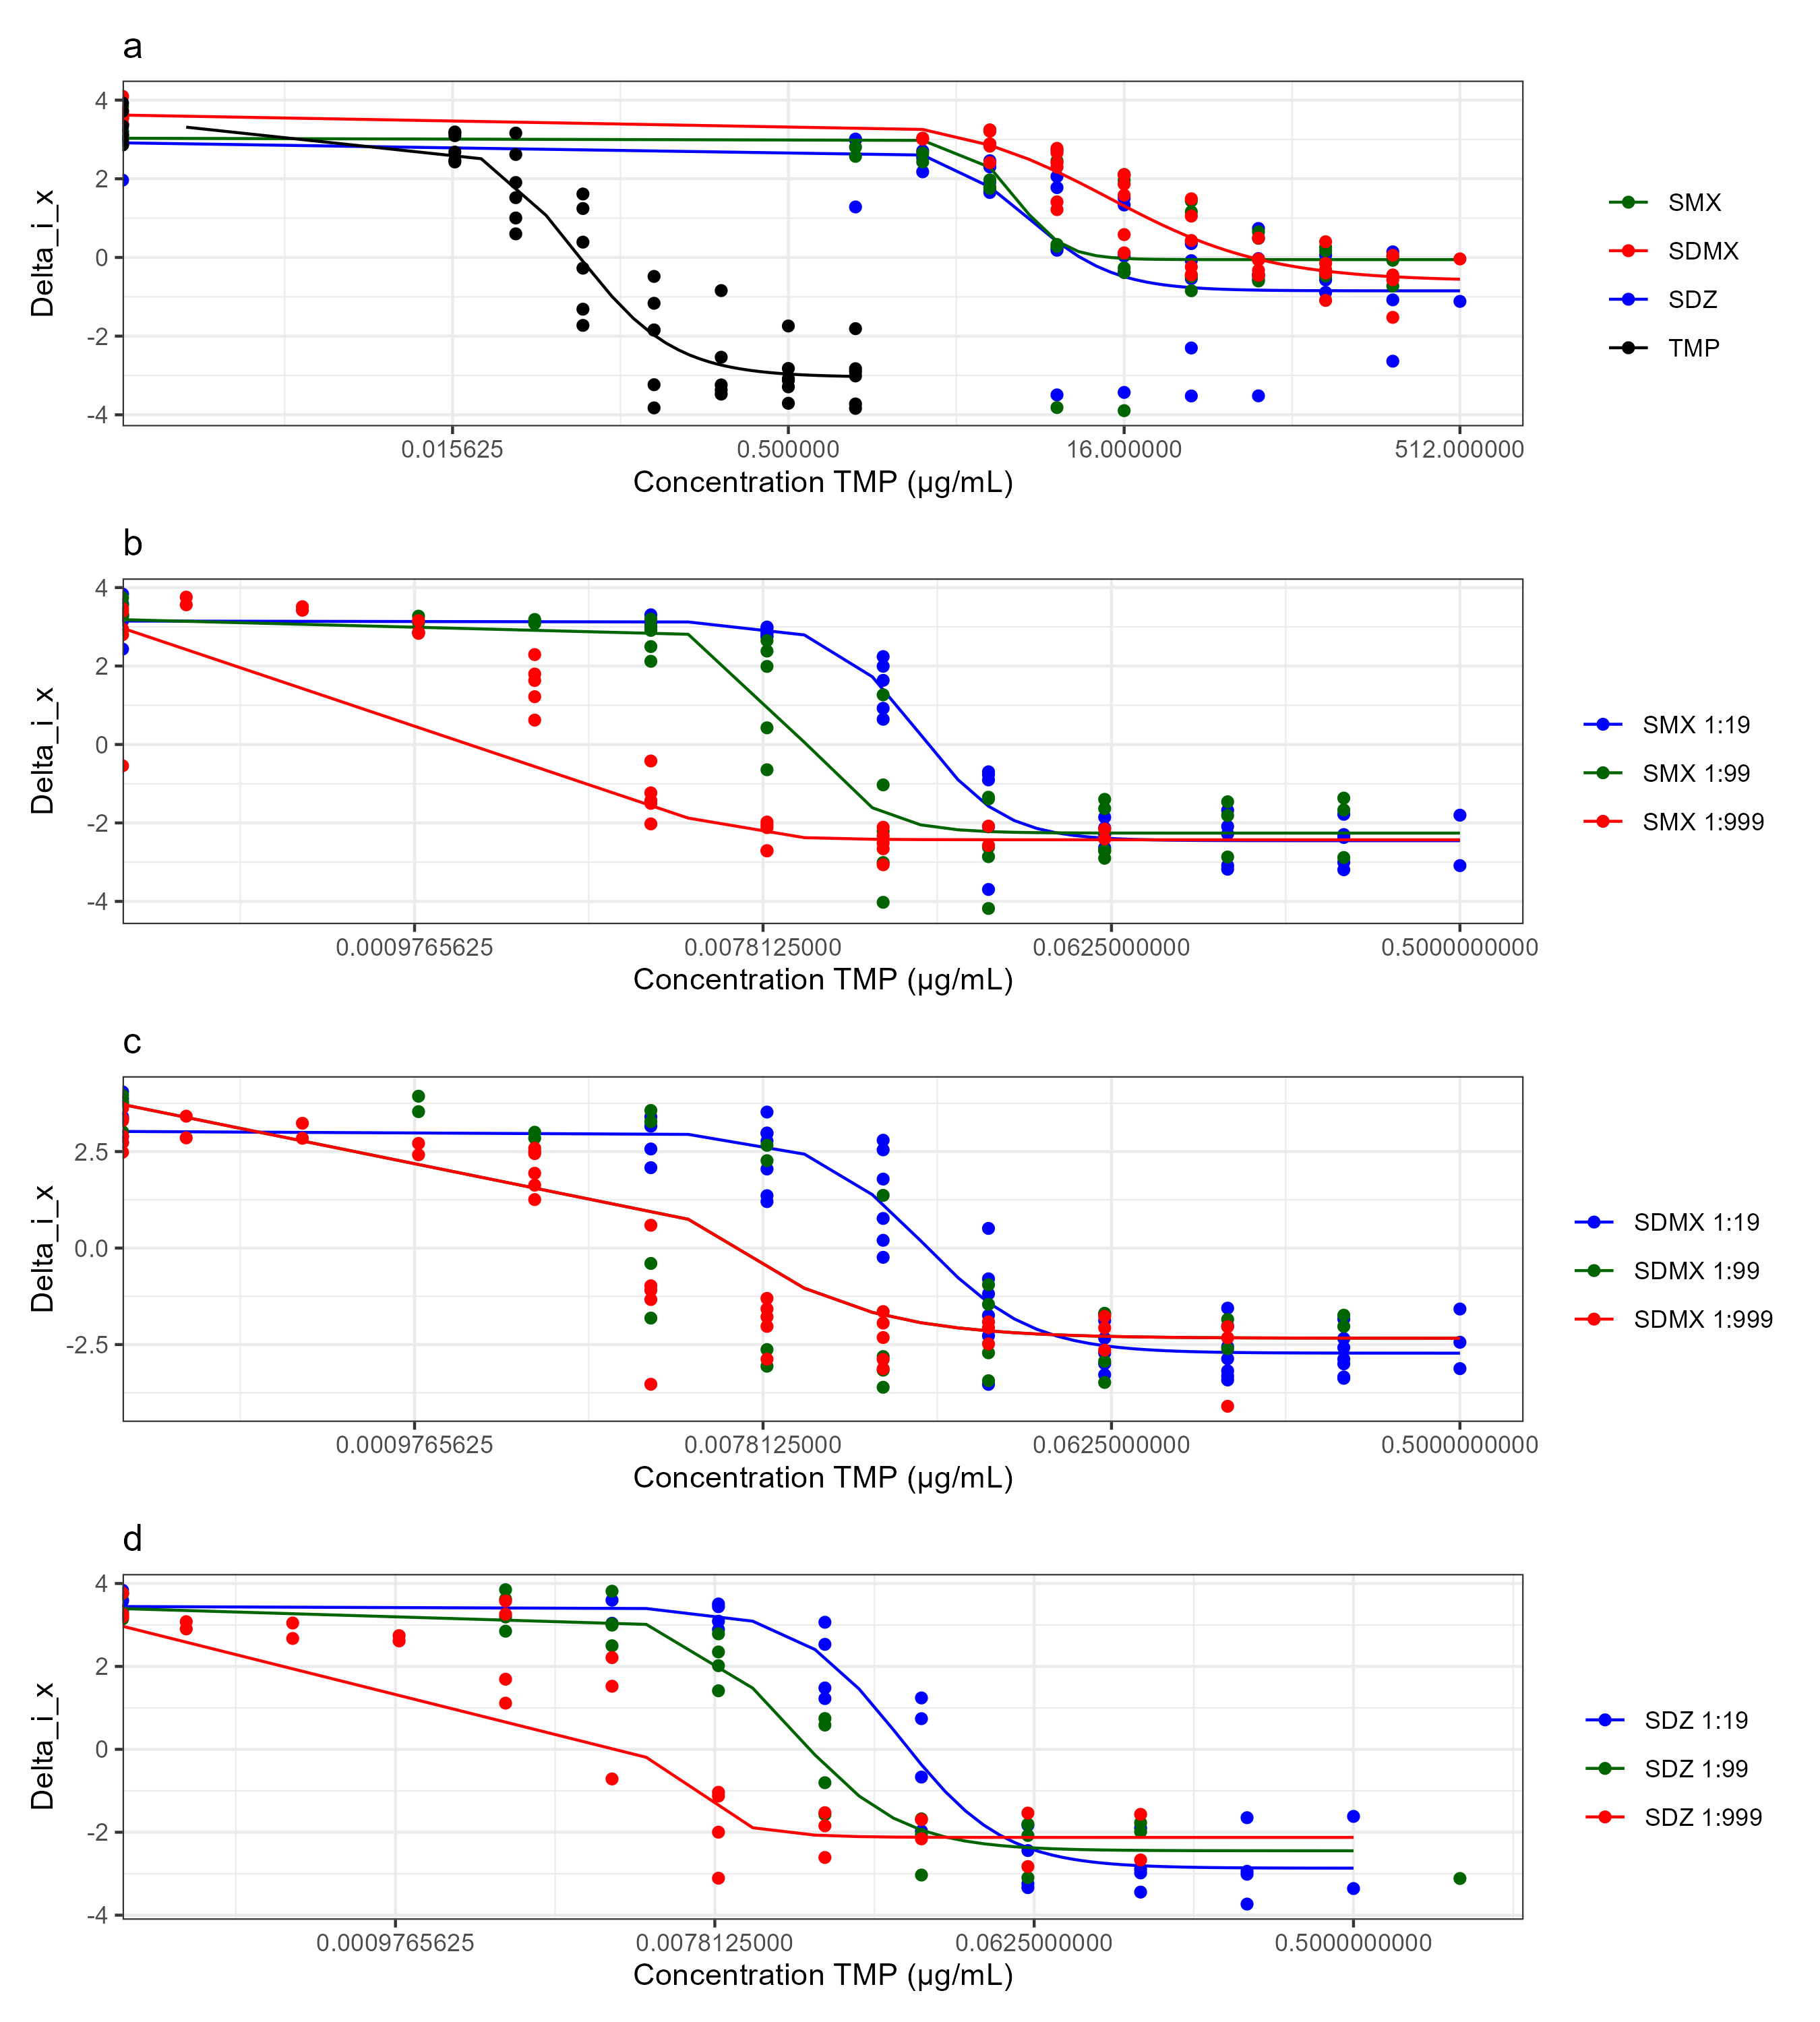 a
4
2
0
-2
-4
Delta_i_x
0.015625
0.500000
16.000000
512.000000
Concentration TMP (µg/mL)
SMX
SDMX
SDZ
TMP
b
4
2
0
-2
-4
Delta_i_x
0.0009765625
0.0078125000
0.0625000000
0.5000000000
Concentration TMP (µg/mL)
SMX 1:19
SMX 1:99
SMX 1:999
c
2.5
0.0
-2.5
Delta_i_x
0.0009765625
0.0078125000
0.0625000000
0.5000000000
Concentration TMP (µg/mL)
SDMX 1:19
SDMX 1:99
SDMX 1:999
d
4
2
0
-2
-4
Delta_i_x
0.0009765625
0.0078125000
0.0625000000
0.5000000000
Concentration TMP (µg/mL)
SDZ 1:19
SDZ 1:99
SDZ 1:999